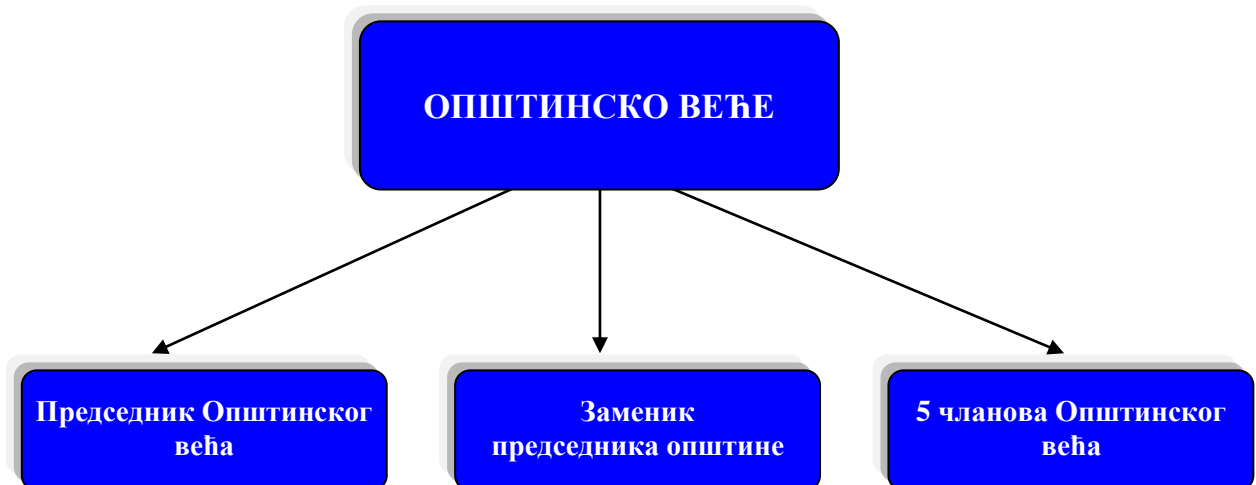 ОПШТИНСКО ВЕЋЕ
Председник Општинског
већа
Заменик
председника општине
5 чланова Општинског
већа